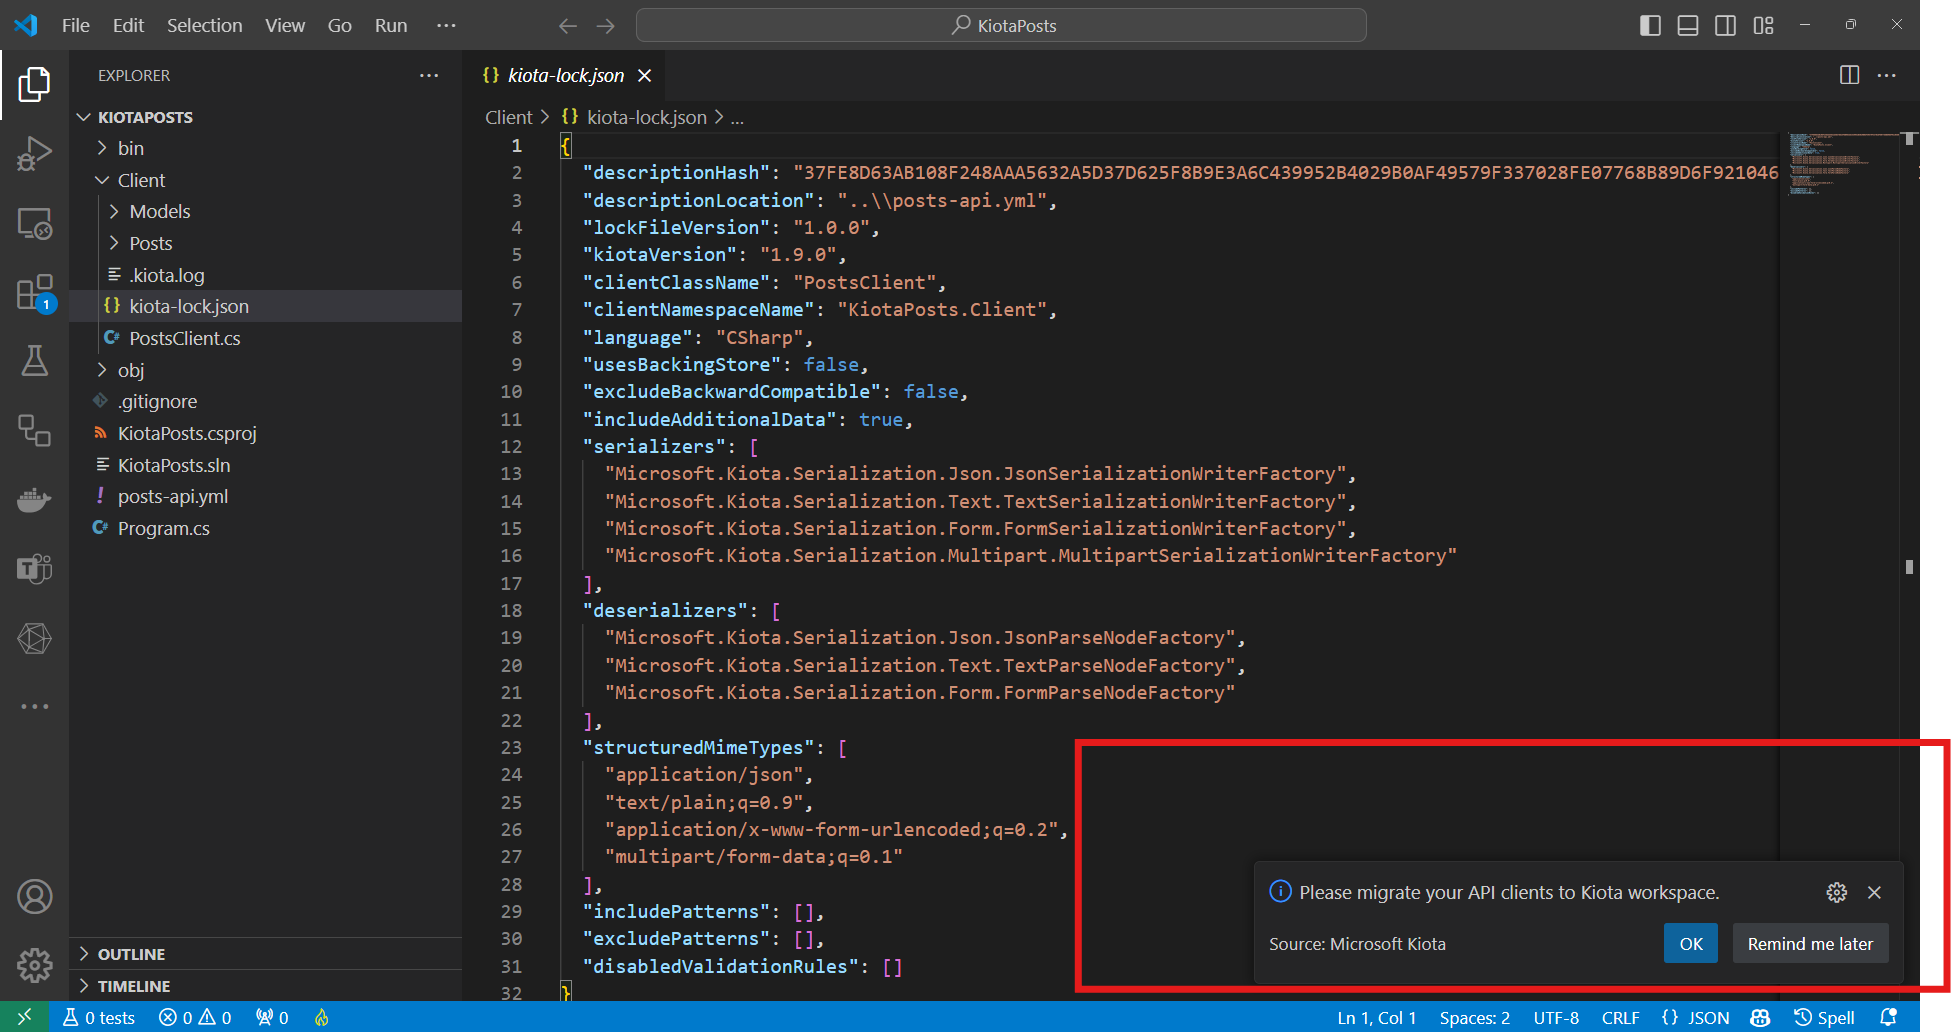 File Edit Selection View Go Run ···
KiotaPosts
EXPLORER
KIOTAPOSTS
bin
Client
Models
Posts
.kiota.log
kiota-lock.json
PostsClient.cs
obj
.gitignore
KiotaPosts.csproj
KiotaPosts.sln
posts-api.yml
Program.cs
OUTLINE
TIMELINE
1
{} kiota-lock.json
Client > {} kiota-lock.json > ...
1 {
2 "descriptionHash": "37FE8D63AB108F248AAA5632A5D37D625F8B9E3A6C439952B4029B0AF49579F337028FE07768B89D6F921046
3 "descriptionLocation": "..\\posts-api.yml",
4 "lockFileVersion": "1.0.0",
5 "kiotaVersion": "1.9.0",
6 "clientClassName": "PostsClient",
7 "clientNamespaceName": "KiotaPosts.Client",
8 "language": "CSharp",
9 "usesBackingStore": false,
10 "excludeBackwardCompatible": false,
11 "includeAdditionalData": true,
12 "serializers": [
13 "Microsoft.Kiota.Serialization.Json.JsonSerializationWriterFactory",
14 "Microsoft.Kiota.Serialization.Text.TextSerializationWriterFactory",
15 "Microsoft.Kiota.Serialization.Form.FormSerializationWriterFactory",
16 "Microsoft.Kiota.Serialization.Multipart.MultipartSerializationWriterFactory"
17 ],
18 "deserializers": [
19 "Microsoft.Kiota.Serialization.Json.JsonParseNodeFactory",
20 "Microsoft.Kiota.Serialization.Text.TextParseNodeFactory",
21 "Microsoft.Kiota.Serialization.Form.FormParseNodeFactory"
22 ],
23 "structuredMimeTypes": [
24 "application/json",
25 "text/plain;q=0.9",
26 "application/x-www-form-urlencoded;q=0.2",
27 "multipart/form-data;q=0.1"
28 ],
29 "includePatterns": [],
30 "excludePatterns": [],
31 "disabledValidationRules": []
32 }
Please migrate your API clients to Kiota workspace.
Source: Microsoft Kiota
OK
Remind me later
0 tests 0 0 0
Ln 1, Col 1 Spaces: 2 UTF-8 CRLF {} JSON Spell